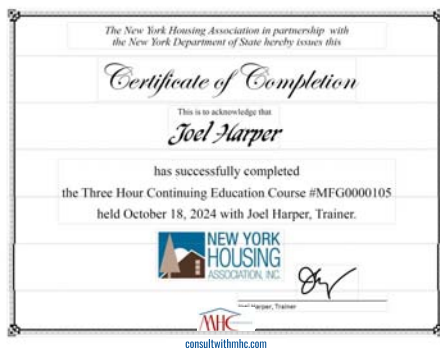 The New York Housing Association in partnership with
the New York Department of State hereby issues this
Certificate of Completion
This is to acknowledge that
Joel Harper
has successfully completed
the Three Hour Continuing Education Course #MFG0000105
held October 18, 2024 with Joel Harper, Trainer.
NEW YORK
HOUSING
ASSOCIATION, INC.
Harper, Trainer
MHC
consultwithmhc.com